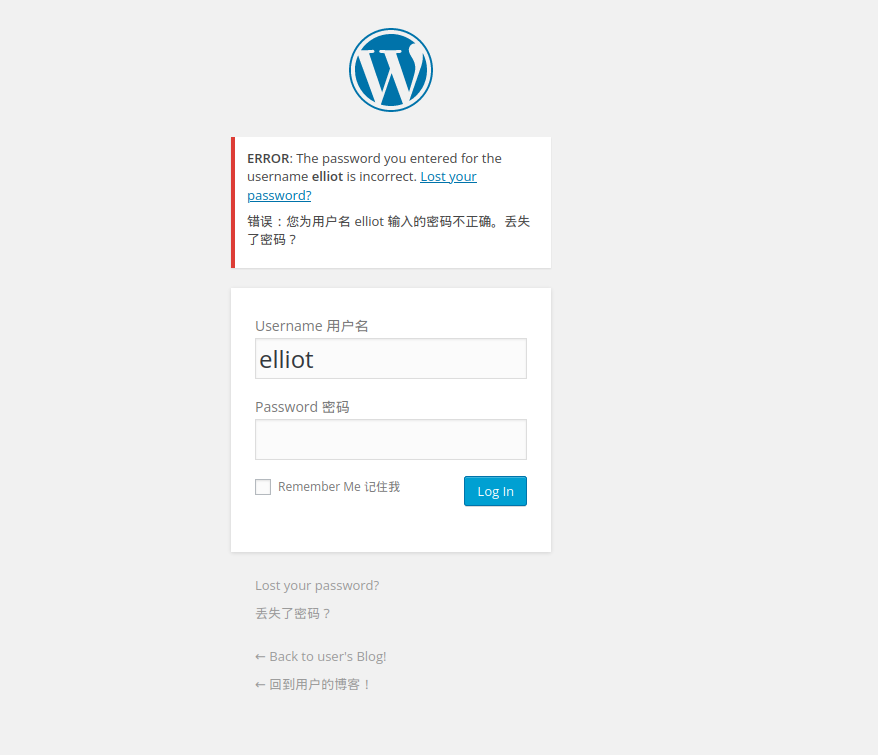 ERROR: The password you entered for the
username elliot is incorrect. Lost your
password?
错误：您为用户名 elliot 输入的密码不正确。丢失
了密码？
Username 用户名
elliot
Password 密码
Remember Me 记住我
Log In
Lost your password?
丢失了密码？
← Back to user's Blog!
← 回到用户的博客！